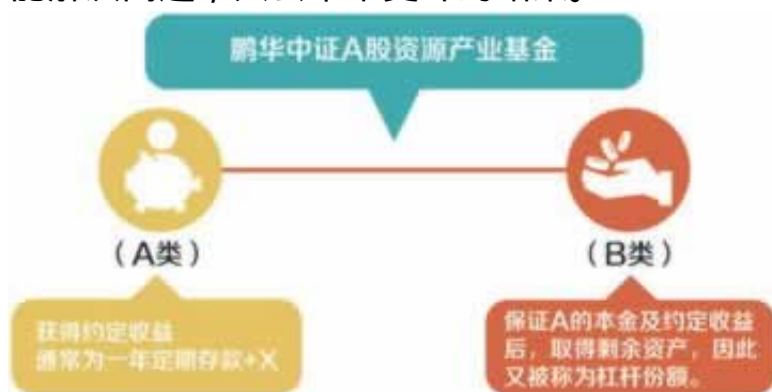 鹏华中证A股资源产业基金
（A类）
（B类）
获得约定收益
通常为一年定期存款+X
保证A的本金及约定收益
后，取得剩余资产，因此
又被称为杠杆份额。